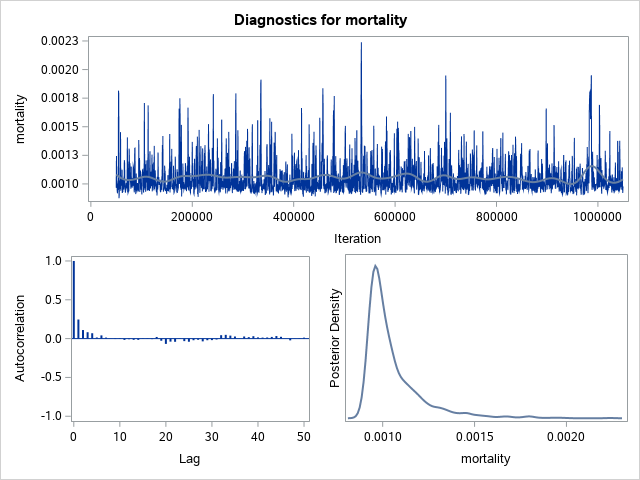 Diagnostics for mortality
mortality
0.0023
0.0020
0.0018
0.0015
0.0013
0.0010
0 200000 400000 600000 800000 1000000
Iteration
Autocorrelation
1.0
0.5
0.0
-0.5
-1.0
0 10 20 30 40 50
Lag
Posterior Density
0.0010 0.0015 0.0020
mortality